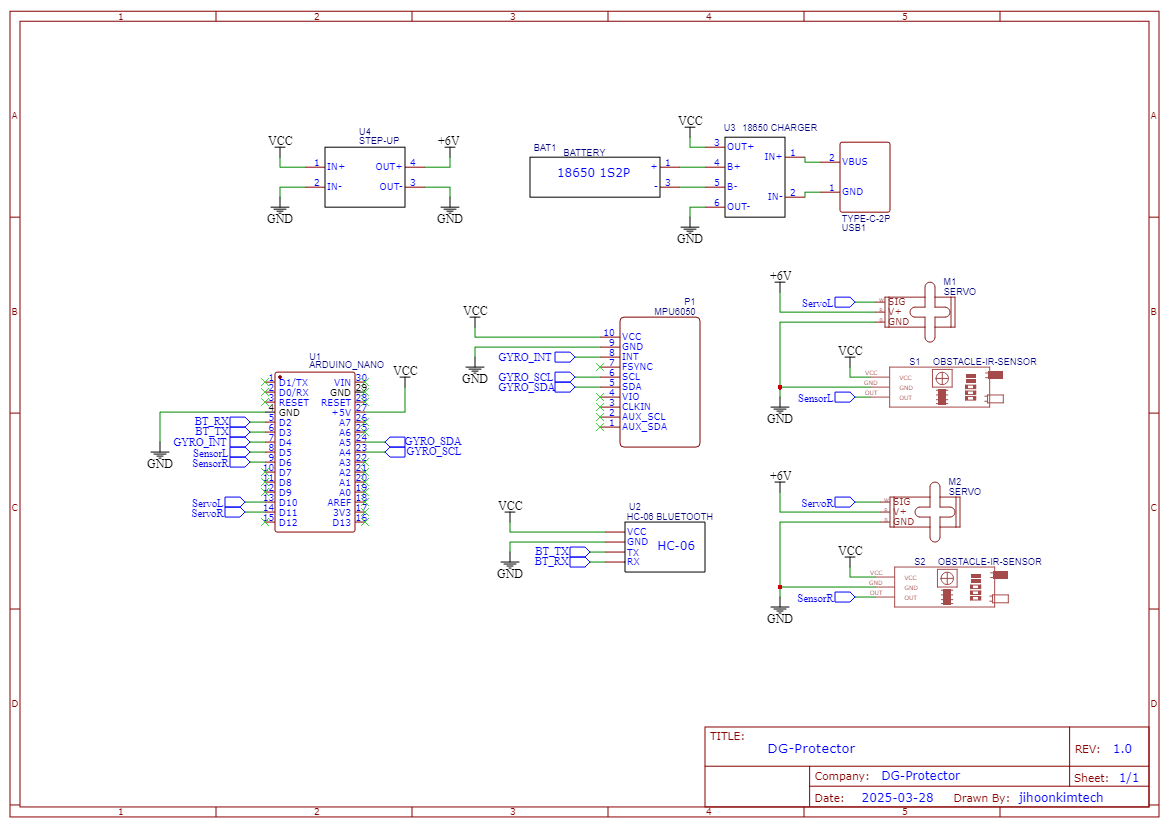 1 2 3 4 5
A A
B B
C C
D D
1 2 3 4 5
U4
STEP-UP
VCC
+6V
1 IN+ OUT+ 4
2 IN- OUT- 3
GND GND
BAT1 BATTERY
18650 1S2P
+ 1
- 3
VCC
U3 18650 CHARGER
3 OUT+
4 B+
5 B-
6 OUT-
IN+ 1
IN- 2
GND
2 VBUS
1 GND
TYPE-C-2P
USB1
U1
ARDUINO_NANO
VCC
GND
1 D1/TX VIN 30
2 D0/RX GND 29
3 RESET RESET 28
4 GND +5V 27
BT_RX 5 D2 A7 26
BT_TX 6 D3 A6 25
GYRO_INT 7 D4 A5 24 GYRO_SDA
SensorL 8 D5 A4 23 GYRO_SCL
SensorR 9 D6 A3 22
10 D7 A2 21
11 D8 A1 20
12 D9 A0 19
ServoL 13 D10 AREF 18
ServoR 14 D11 3V3 17
15 D12 D13 16
P1
MPU6050
VCC
GND
10 VCC
9 GND
GYRO_INT 8 INT
7 FSYNC
GYRO_SCL 6 SCL
GYRO_SDA 5 SDA
4 VIO
3 CLKIN
2 AUX_SCL
1 AUX_SDA
U2
HC-06 BLUETOOTH
VCC
GND
VCC
GND
BT_TX TX
BT_RX RX
HC-06
+6V
M1
SERVO
ServoL SIG
V+
GND
VCC
S1 OBSTACLE-IR-SENSOR
VCC VCC
GND GND
SensorL OUT OUT
GND
+6V
M2
SERVO
ServoR SIG
V+
GND
VCC
S2 OBSTACLE-IR-SENSOR
VCC VCC
GND GND
SensorR OUT OUT
GND
TITLE:
DG-Protector
REV: 1.0
Company: DG-Protector
Sheet: 1/1
Date: 2025-03-28 Drawn By: jihoonkimtech